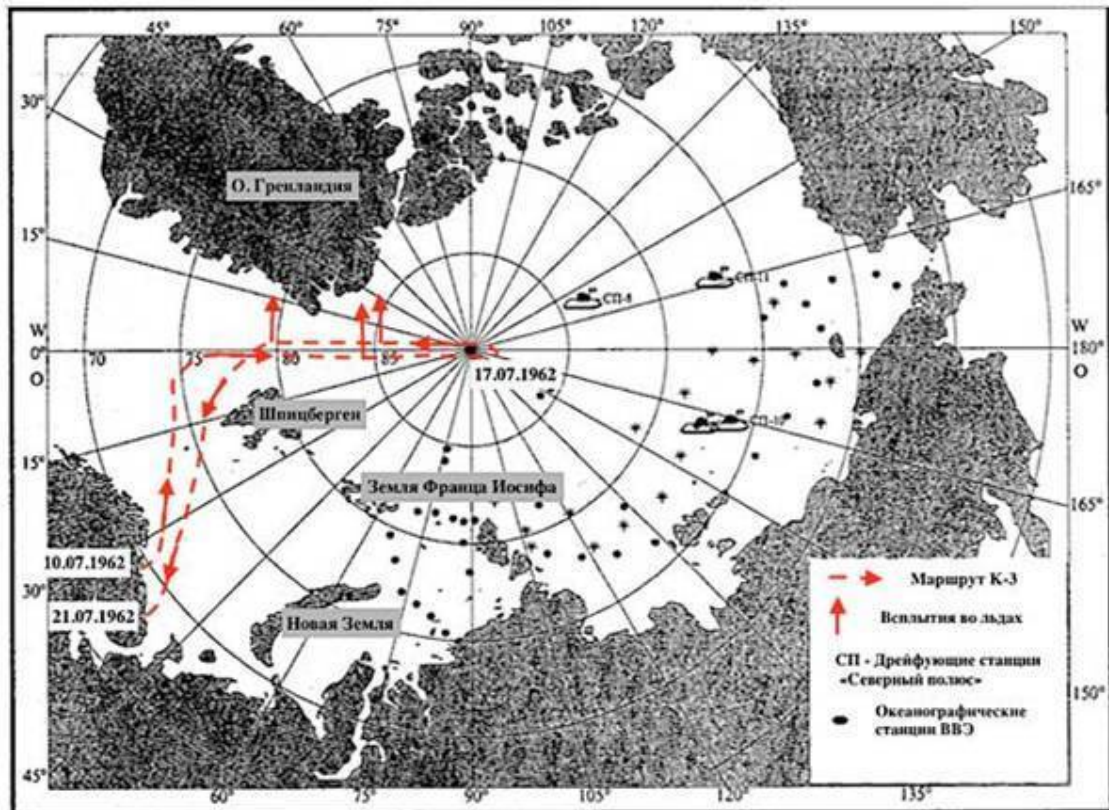 45°
60°
75°
90°
105°
120°
135°
150°
30°
15°
W
0°
O
15°
30°
45°
165°
W
180°
O
165°
150°
О. Гренландия
СП-8
70
75
80
85
17.07.1962
Шпицберген
СП-10
Земля Франца Иосифа
10.07.1962
21.07.1962
Новая Земля
Маршрут К-3
Всплытия во льдах
СП - Дрейфующие станции
«Северный полюс»
Океанографические
станции ВВЭ
60°
75°
90°
105°
120°
135°